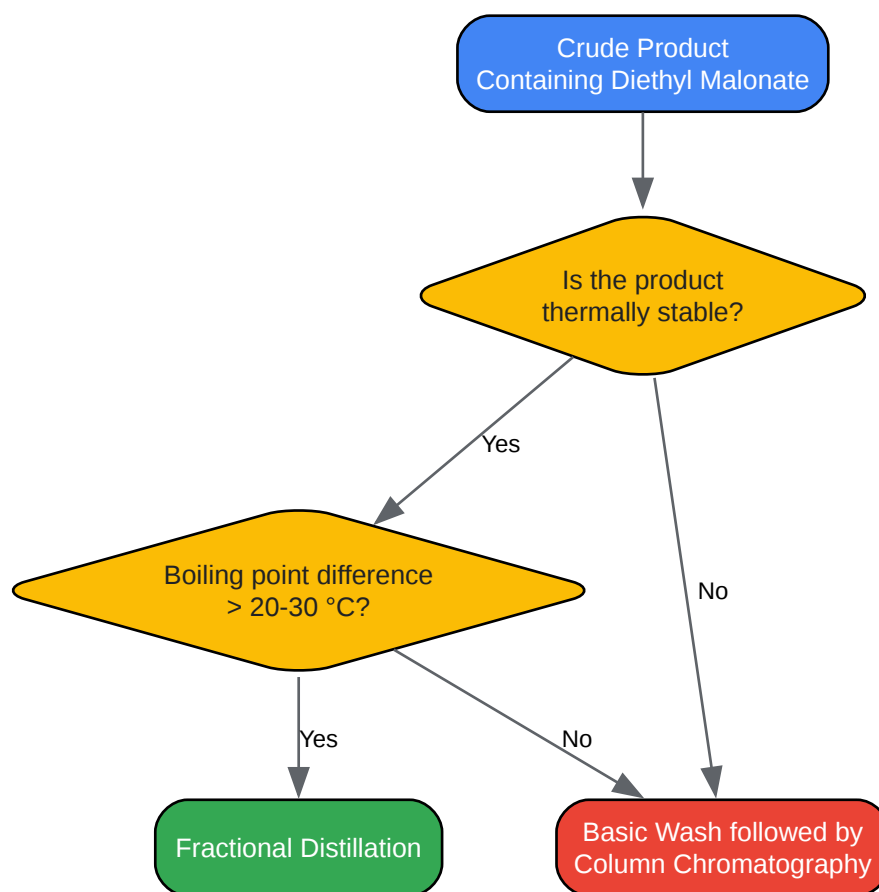 Crude Product
Containing Diethyl Malonate
Is the product
thermally stable?
Yes
No
Boiling point difference
> 20-30 °C?
Yes
No
Fractional Distillation
Basic Wash followed by
Column Chromatography